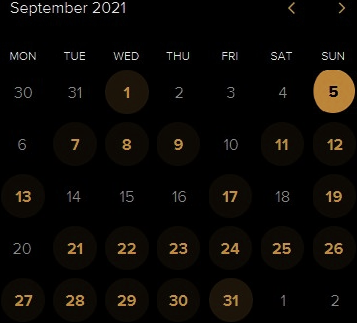 September 2021 < >
MON TUE WED THU FRI SAT SUN
30 31 1 2 3 4 5
6 7 8 9 10 11 12
13 14 15 16 17 18 19
20 21 22 23 24 25 26
27 28 29 30 31 1 2